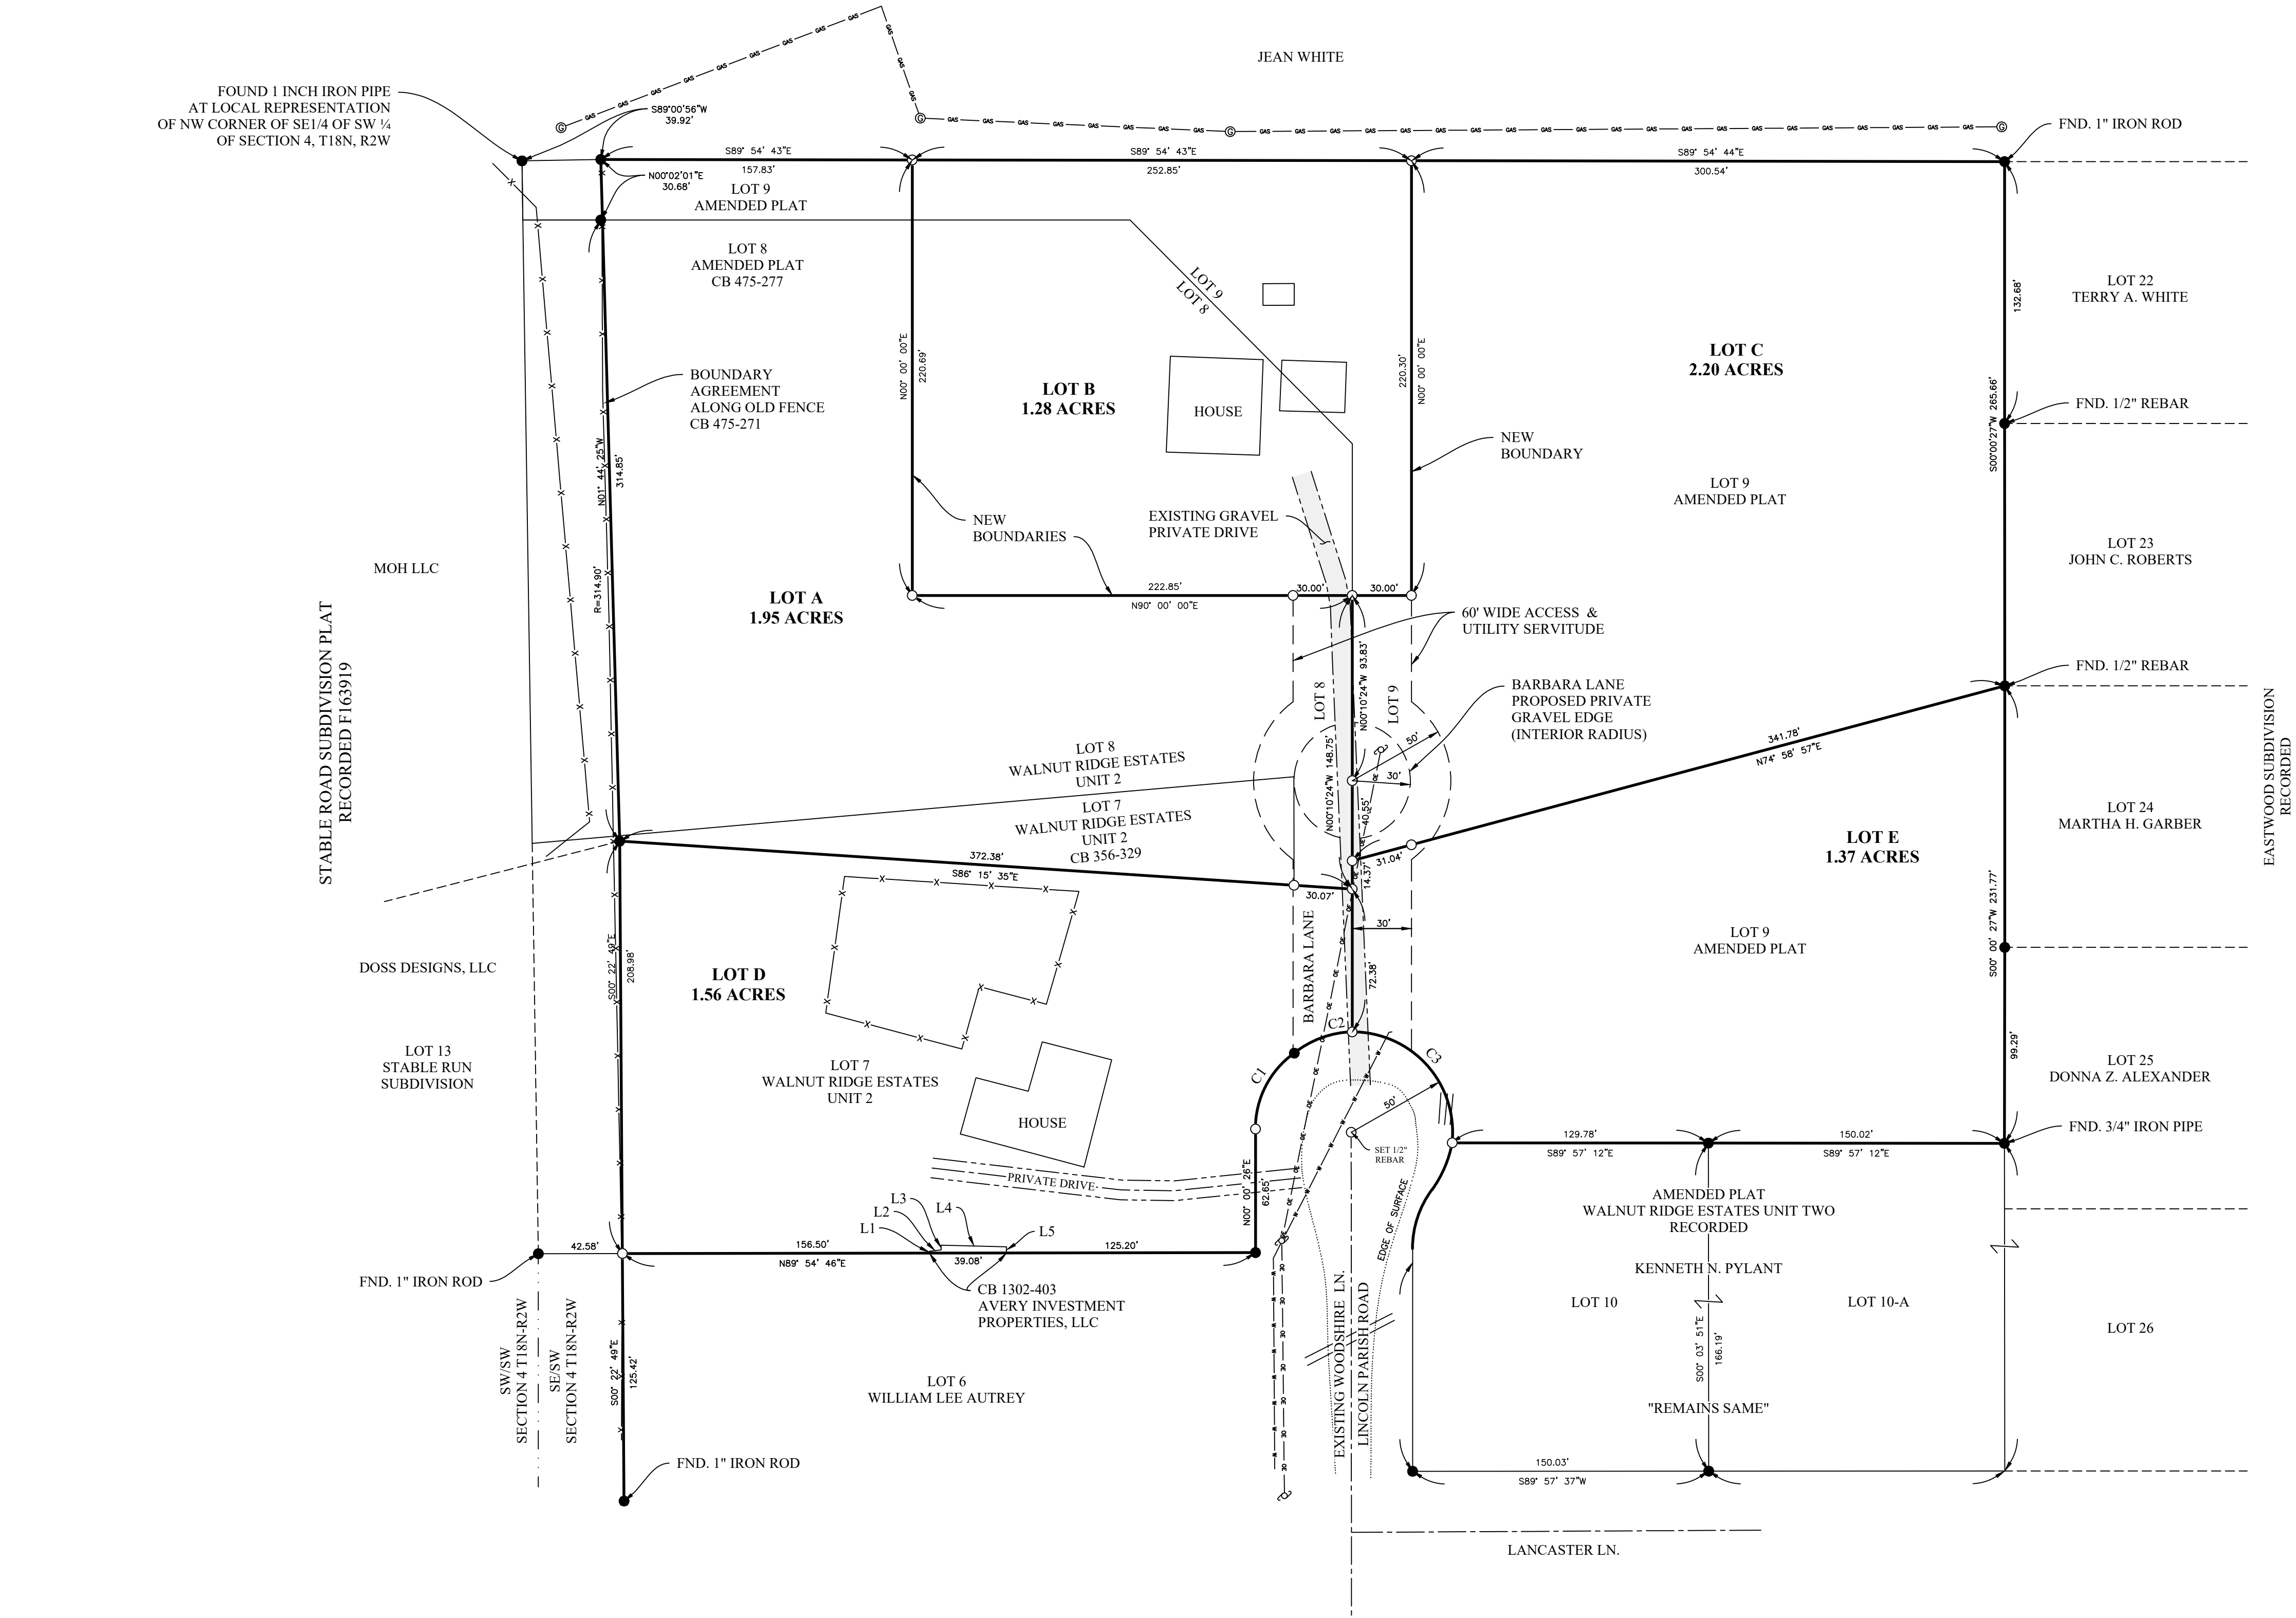 JEAN WHITE
FOUND 1 INCH IRON PIPE
AT LOCAL REPRESENTATION
OF NW CORNER OF SE1/4 OF SW ¼
OF SECTION 4, T18N, R2W
S89°00'56"W
39.92'
FND. 1" IRON ROD
S89° 54' 43"E
157.83'
S89° 54' 43"E
252.85'
S89° 54' 44"E
300.54'
N00°02'01"E
30.68'
LOT 9
AMENDED PLAT
LOT 8
AMENDED PLAT
CB 475-277
LOT 9
LOT 8
LOT 22
TERRY A. WHITE
132.68'
BOUNDARY
AGREEMENT
ALONG OLD FENCE
CB 475-271
N00° 00' 00"E
220.69'
LOT B
1.28 ACRES
HOUSE
220.30'
N00° 00' 00"E
LOT C
2.20 ACRES
S00°00'27"W 265.66'
FND. 1/2" REBAR
NEW
BOUNDARY
N01° 44' 25"W
314.85'
LOT 9
AMENDED PLAT
NEW
BOUNDARIES
EXISTING GRAVEL
PRIVATE DRIVE
MOH LLC
LOT 23
JOHN C. ROBERTS
R=314.90'
LOT A
1.95 ACRES
222.85'
N90° 00' 00"E
30.00'
30.00'
60' WIDE ACCESS &
UTILITY SERVITUDE
STABLE ROAD SUBDIVISION PLAT
RECORDED F163919
N00°10'24"W 93.83'
LOT 8
LOT 9
BARBARA LANE
PROPOSED PRIVATE
GRAVEL EDGE
(INTERIOR RADIUS)
FND. 1/2" REBAR
EASTWOOD SUBDIVISION
RECORDED
341.78'
N74° 58' 57"E
LOT 8
WALNUT RIDGE ESTATES
UNIT 2
LOT 7
WALNUT RIDGE ESTATES
UNIT 2
CB 356-329
N00°10'24"W 148.75'
50'
30'
40.55'
LOT 24
MARTHA H. GARBER
LOT E
1.37 ACRES
372.38'
S86° 15' 35"E
30.07'
31.04'
14.37'
30'
BARBARA LANE
72.38'
S00° 00' 27"W 231.77'
LOT 9
AMENDED PLAT
DOSS DESIGNS, LLC
S00° 22' 49"E
208.98'
LOT D
1.56 ACRES
LOT 13
STABLE RUN
SUBDIVISION
LOT 7
WALNUT RIDGE ESTATES
UNIT 2
HOUSE
C1
C2
C3
50'
SET 1/2"
REBAR
99.29'
LOT 25
DONNA Z. ALEXANDER
FND. 3/4" IRON PIPE
129.78'
S89° 57' 12"E
150.02'
S89° 57' 12"E
PRIVATE DRIVE
N00° 00' 26"E
62.65'
EDGE OF SURFACE
AMENDED PLAT
WALNUT RIDGE ESTATES UNIT TWO
RECORDED
L3
L4
L2
L1
L5
42.58'
156.50'
N89° 54' 46"E
39.08'
125.20'
FND. 1" IRON ROD
CB 1302-403
AVERY INVESTMENT
PROPERTIES, LLC
KENNETH N. PYLANT
LOT 10
LOT 10-A
LOT 26
SW/SW
SECTION 4 T18N-R2W
SE/SW
SECTION 4 T18N-R2W
S00° 22' 49"E
125.42'
LOT 6
WILLIAM LEE AUTREY
EXISTING WOODSHIRE LN.
LINCOLN PARISH ROAD
S00° 03' 51"E
166.19'
"REMAINS SAME"
FND. 1" IRON ROD
150.03'
S89° 57' 37"W
LANCASTER LN.